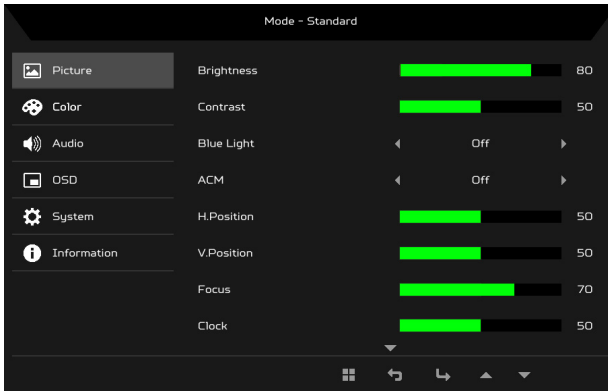 Mode - Standard
Picture
Brightness 80
Color
Contrast 50
Audio
Blue Light Off
OSD
ACM Off
System
H.Position 50
Information
V.Position 50
Focus 70
Clock 50